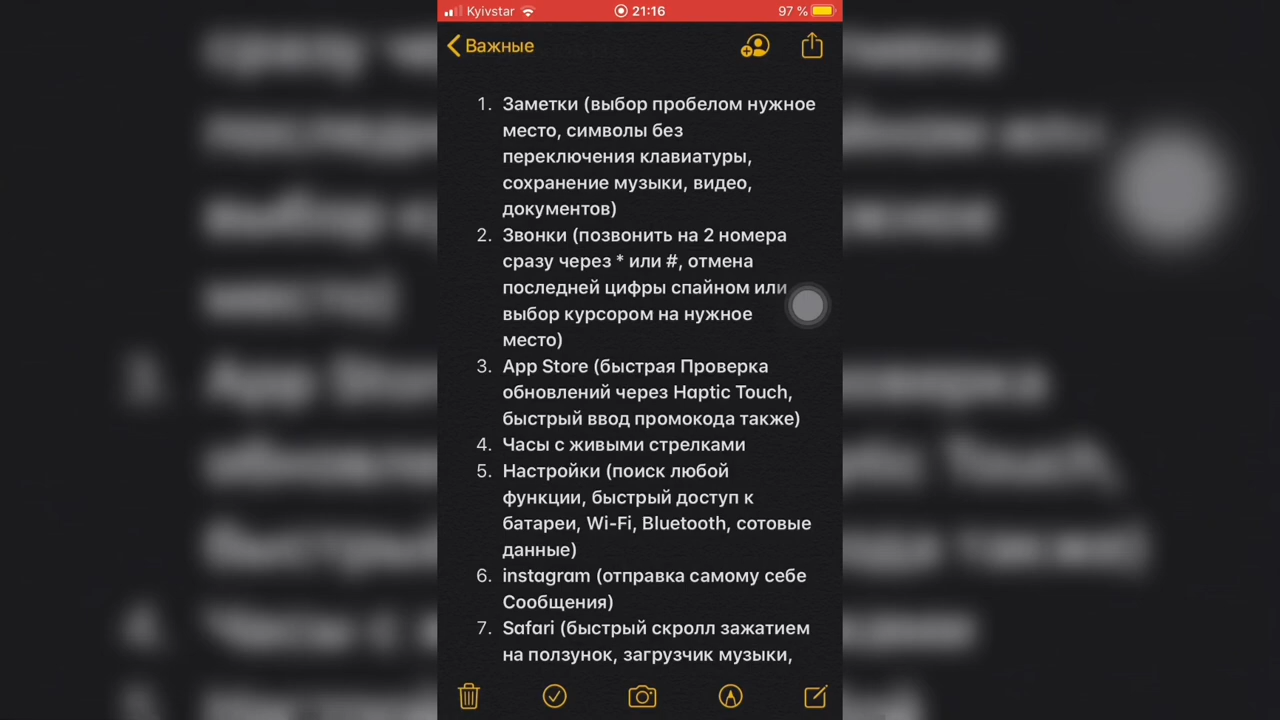 Kyivstar 21:16 97 %
Важные
1. Заметки (выбор пробелом нужное
место, символы без
переключения клавиатуры,
сохранение музыки, видео,
документов)
2. Звонки (позвонить на 2 номера
сразу через * или #, отмена
последней цифры спайном или
выбор курсором на нужное
место)
3. App Store (быстрая Проверка
обновлений через Haptic Touch,
быстрый ввод промокода также)
4. Часы с живыми стрелками
5. Настройки (поиск любой
функции, быстрый доступ к
батареи, Wi-Fi, Bluetooth, сотовые
данные)
6. instagram (отправка самому себе
Сообщения)
7. Safari (быстрый скролл зажатием
на ползунок, загрузчик музыки,